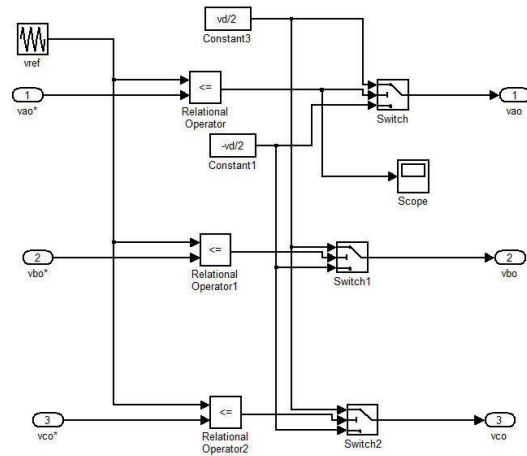 vd/2
Constant3
vref
1
vao*
<=
Relational
Operator
Switch
1
vao
-vd/2
Constant1
Scope
2
vbo*
<=
Relational
Operator1
Switch1
2
vbo
3
vco*
<=
Relational
Operator2
Switch2
3
vco